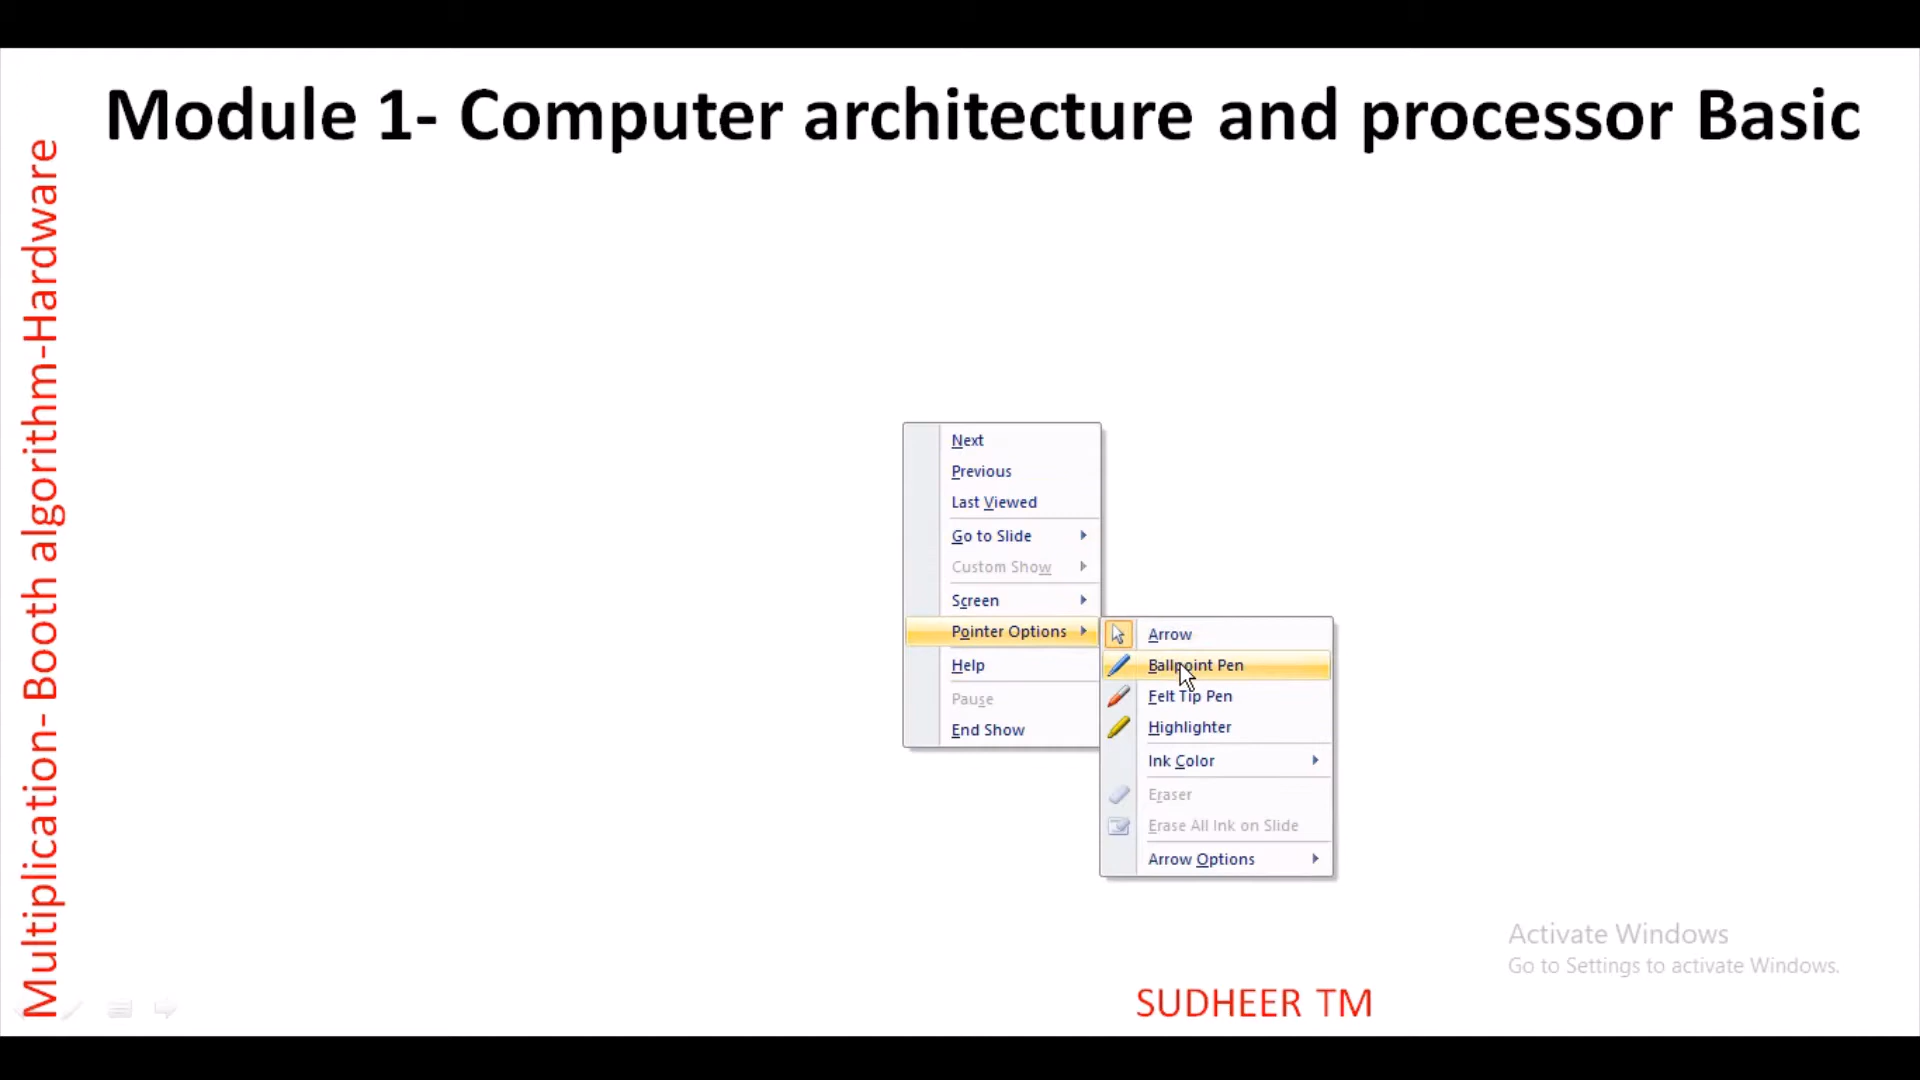 Module 1- Computer architecture and processor Basic
Multiplication- Booth algorithm-Hardware
Next
Previous
Last Viewed
Go to Slide
Custom Show
Screen
Pointer Options
Help
Pause
End Show
Arrow
Ballpoint Pen
Felt Tip Pen
Highlighter
Ink Color
Eraser
Erase All Ink on Slide
Arrow Options
Activate Windows
Go to Settings to activate Windows.
SUDHEER TM